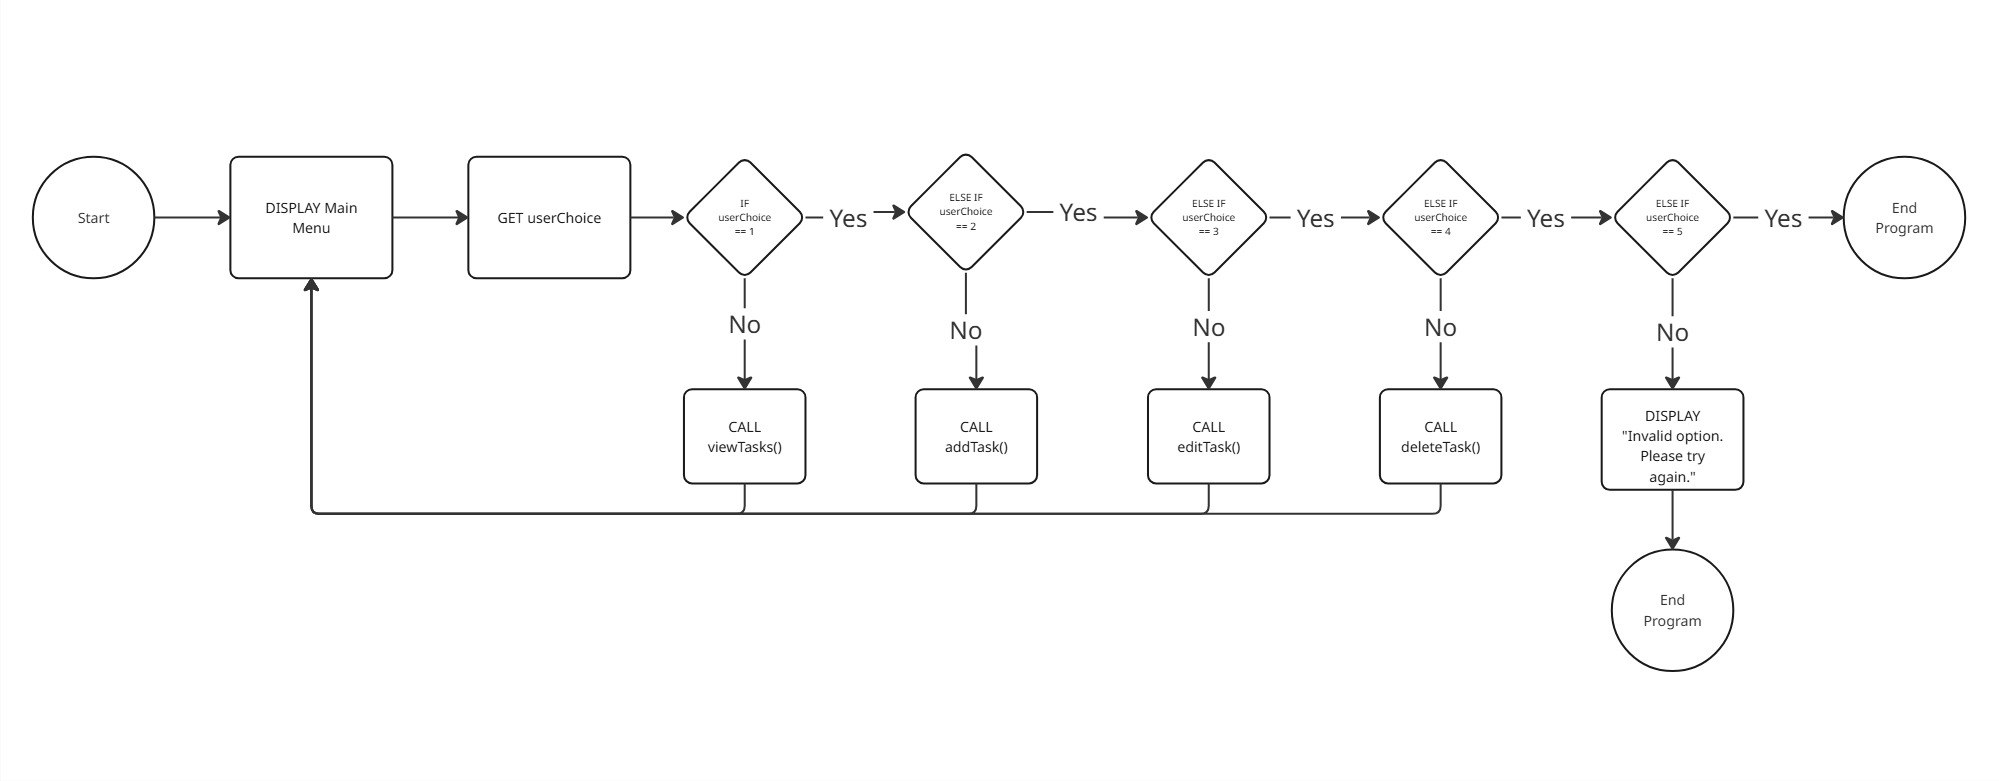 Start
DISPLAY Main
Menu
GET userChoice
IF
userChoice
== 1
Yes
ELSE IF
userChoice
== 2
Yes
ELSE IF
userChoice
== 3
Yes
ELSE IF
userChoice
== 4
Yes
ELSE IF
userChoice
== 5
Yes
End
Program
No
No
No
No
No
CALL
viewTasks()
CALL
addTask()
CALL
editTask()
CALL
deleteTask()
DISPLAY
"Invalid option.
Please try
again."
End
Program